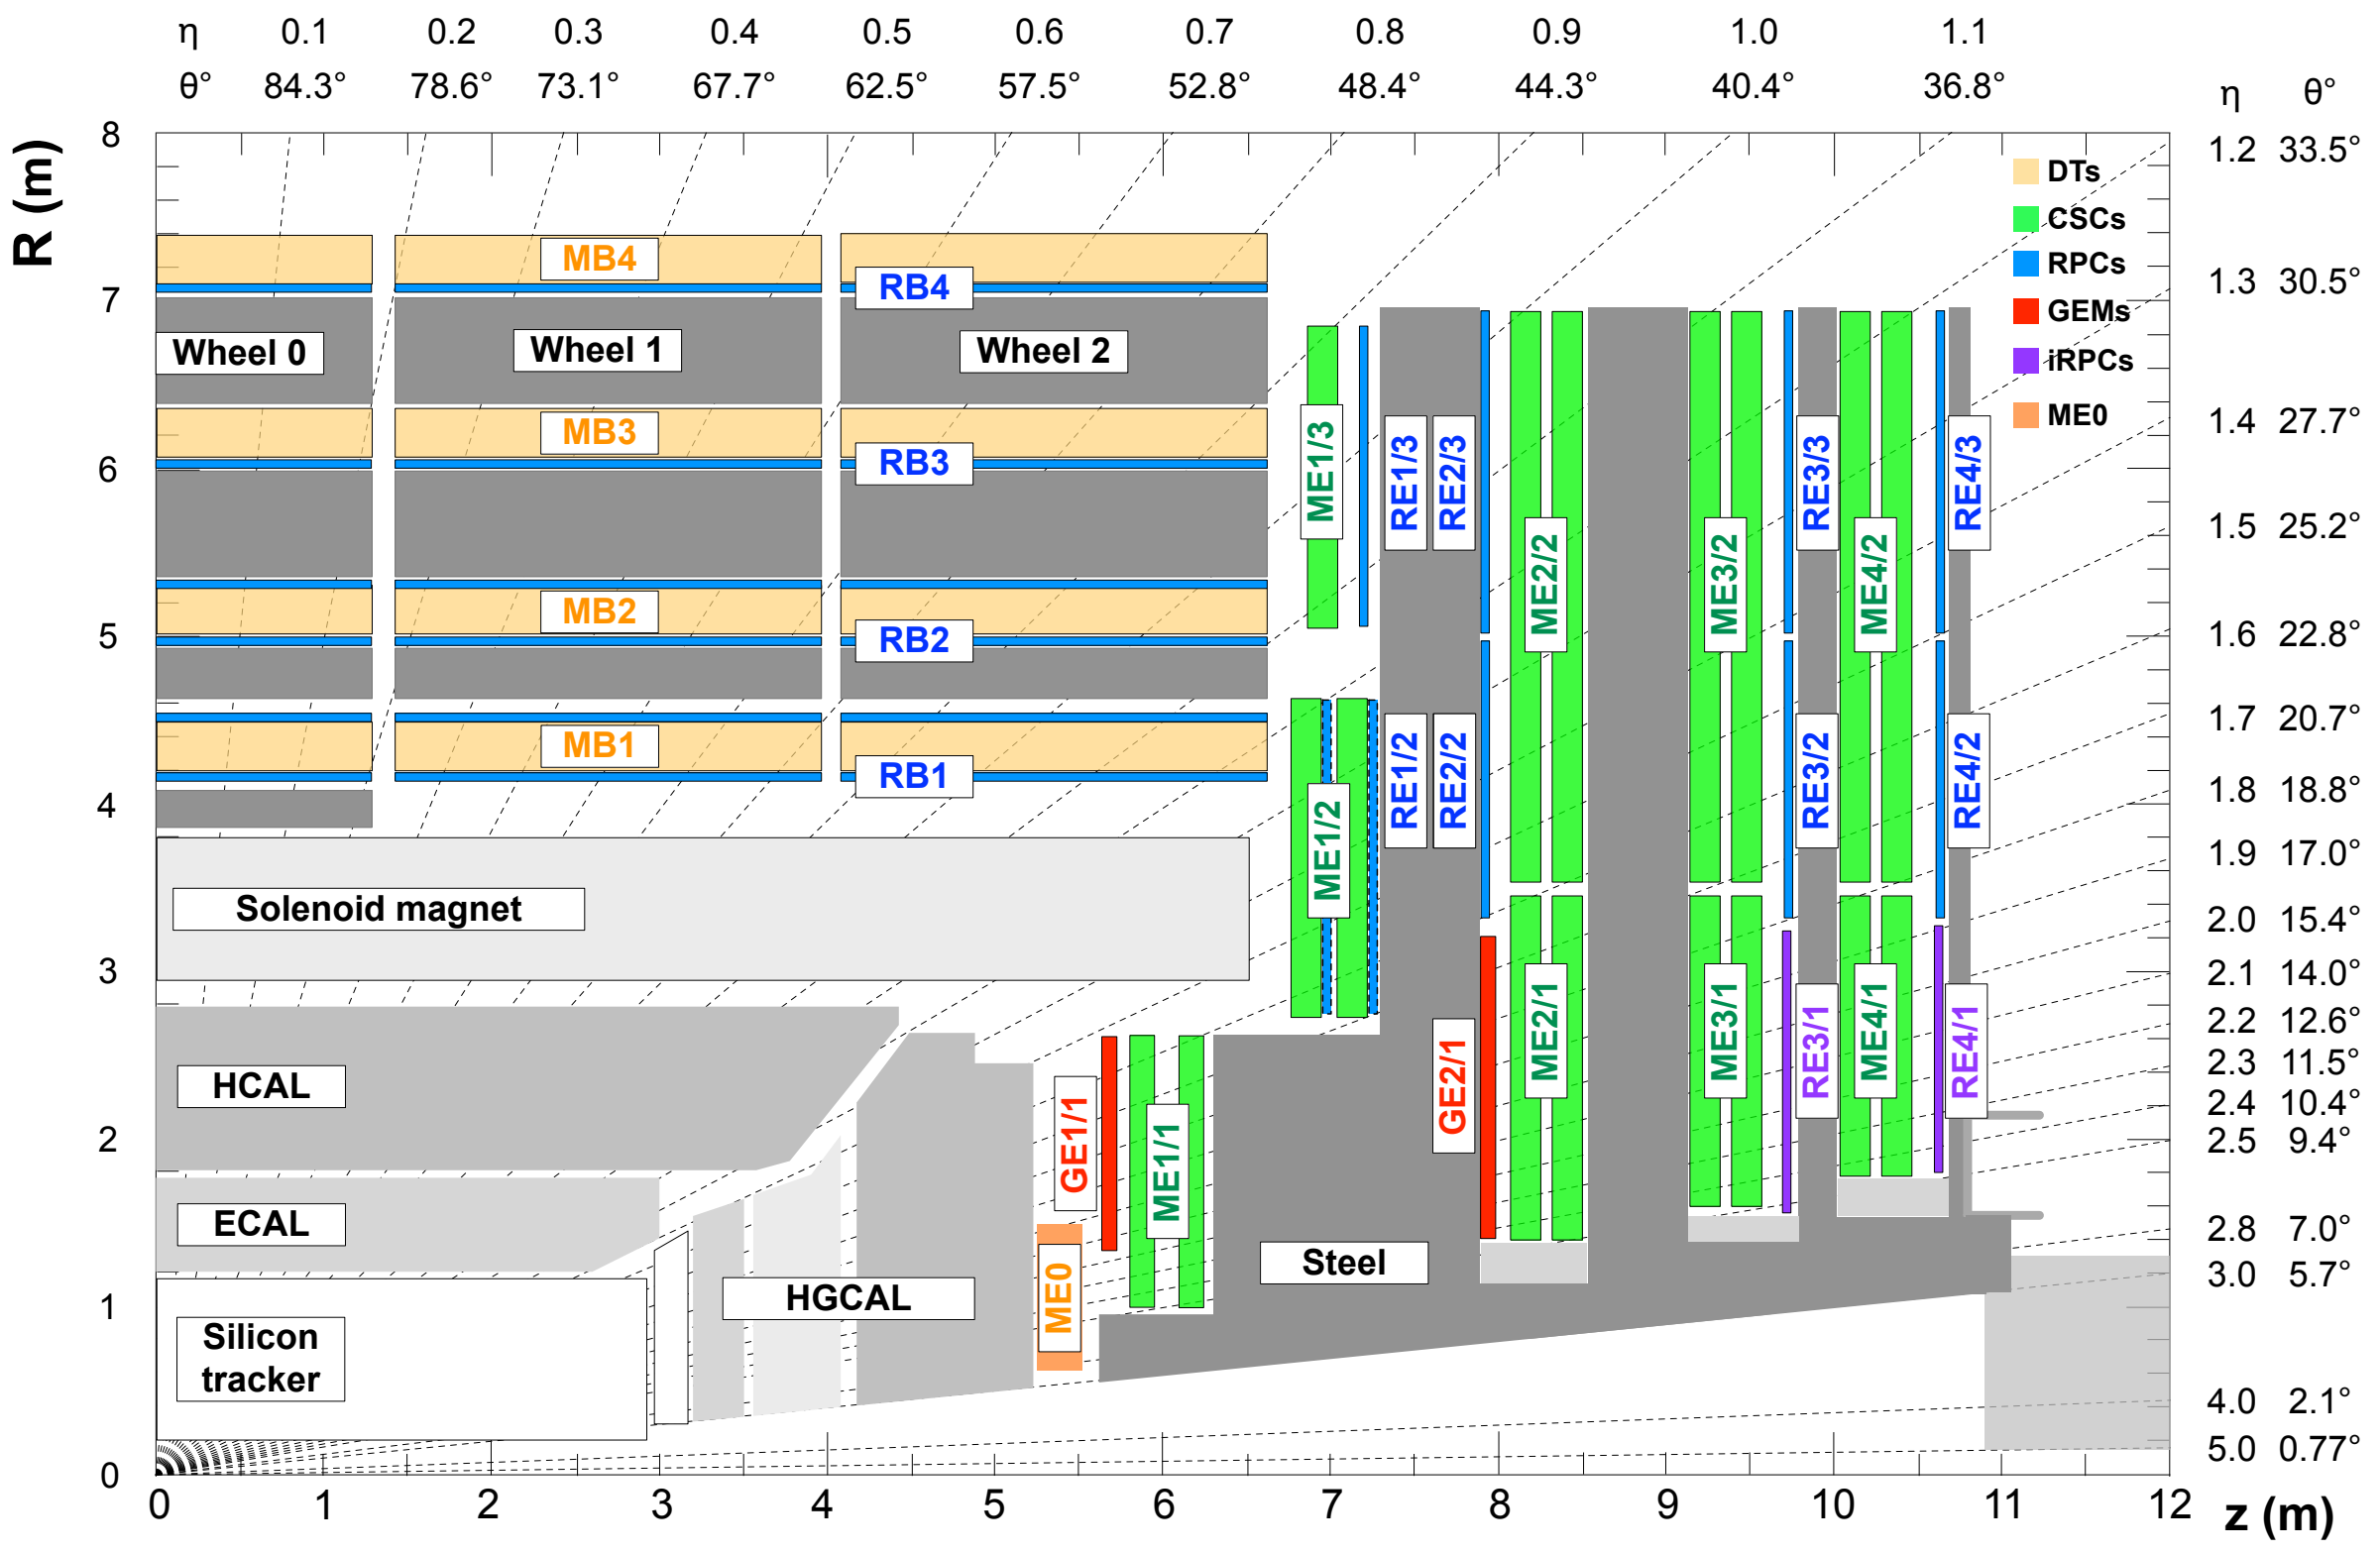 η 0.1 0.2 0.3 0.4 0.5 0.6 0.7 0.8 0.9 1.0 1.1
θ° 84.3° 78.6° 73.1° 67.7° 62.5° 57.5° 52.8° 48.4° 44.3° 40.4° 36.8°
η θ°
R (m)
8
7
6
5
4
3
2
1
0
1.2 33.5°
1.3 30.5°
1.4 27.7°
1.5 25.2°
1.6 22.8°
1.7 20.7°
1.8 18.8°
1.9 17.0°
2.0 15.4°
2.1 14.0°
2.2 12.6°
2.3 11.5°
2.4 10.4°
2.5 9.4°
2.8 7.0°
3.0 5.7°
4.0 2.1°
5.0 0.77°
DTs
CSCs
RPCs
GEMs
iRPCs
ME0
MB4
RB4
Wheel 0
Wheel 1
Wheel 2
MB3
RB3
MB2
RB2
MB1
RB1
Solenoid magnet
HCAL
ECAL
Silicon
tracker
HGCAL
Steel
ME1/3
RE1/3
RE2/3
ME2/2
ME3/2
RE3/3
ME4/2
RE4/3
ME1/2
RE1/2
RE2/2
RE3/2
RE4/2
GE1/1
ME1/1
ME0
GE2/1
ME2/1
ME3/1
RE3/1
ME4/1
RE4/1
0 1 2 3 4 5 6 7 8 9 10 11 12
z (m)